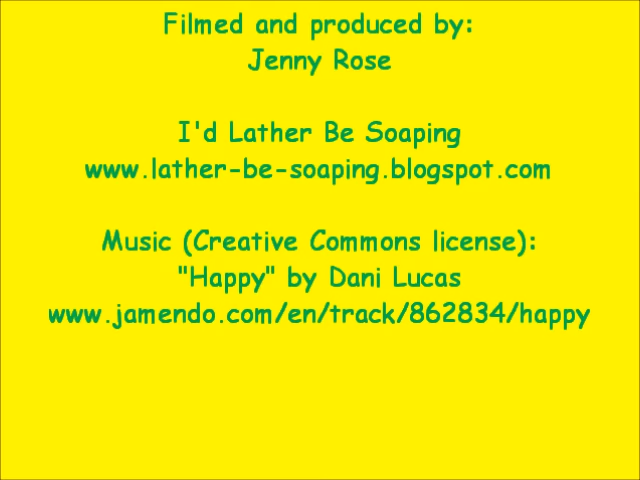 Filmed and produced by:
Jenny Rose
I'd Lather Be Soaping
www.lather-be-soaping.blogspot.com
Music (Creative Commons license):
"Happy" by Dani Lucas
www.jamendo.com/en/track/862834/happy